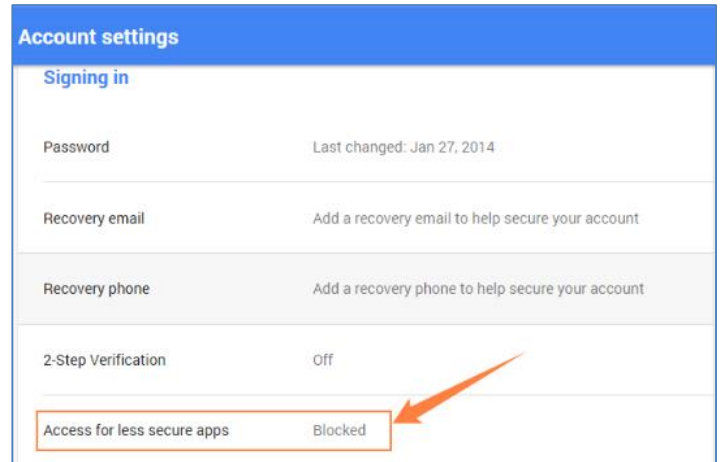 Account settings
Signing in
Password Last changed: Jan 27, 2014
Recovery email Add a recovery email to help secure your account
Recovery phone Add a recovery phone to help secure your account
2-Step Verification Off
Access for less secure apps Blocked